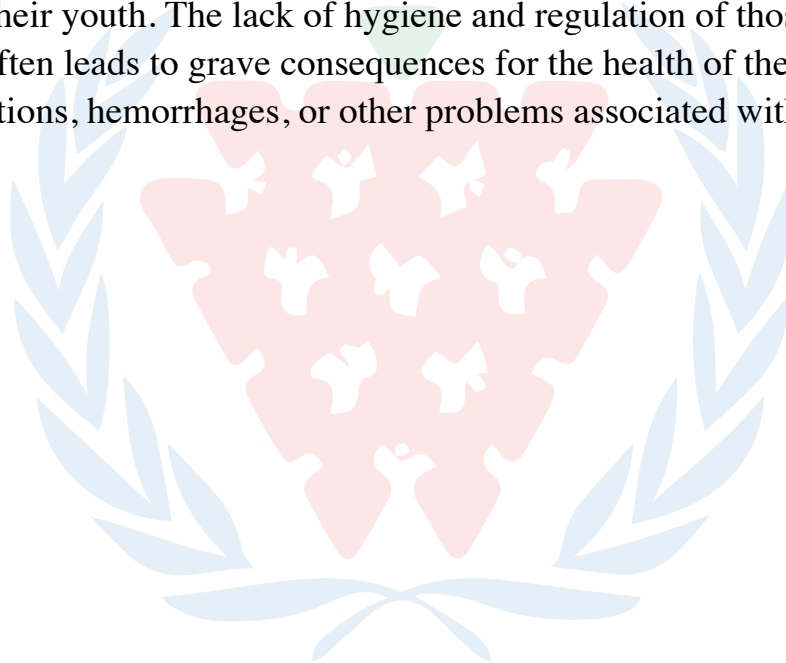 heir youth. The lack of hygiene and regulation of thos
ften leads to grave consequences for the health of the
tions, hemorrhages, or other problems associated wit